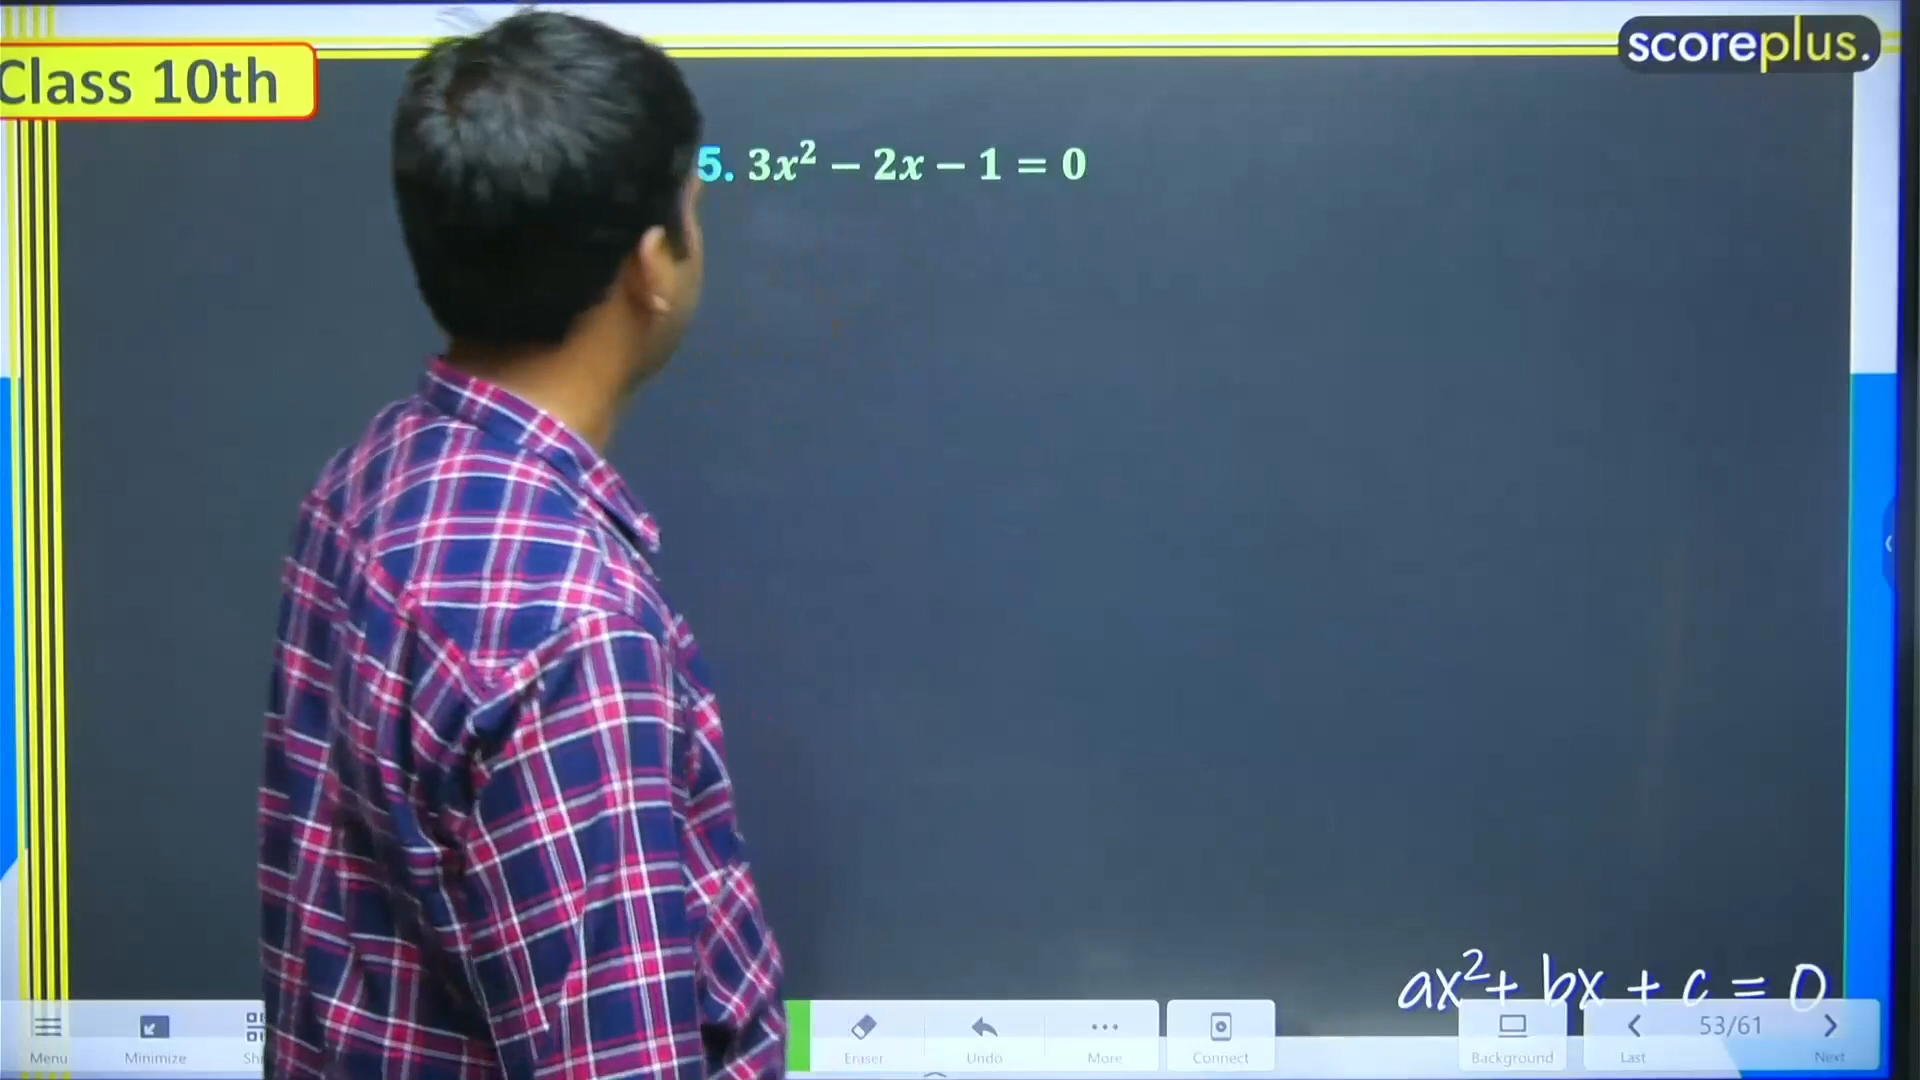 scoreplus.
Class 10th
5. 3x² – 2x – 1 = 0
ax² + bx + c = 0
Menu
Minimize
Eraser
Undo
More
Connect
Background
Last
53/61
Next